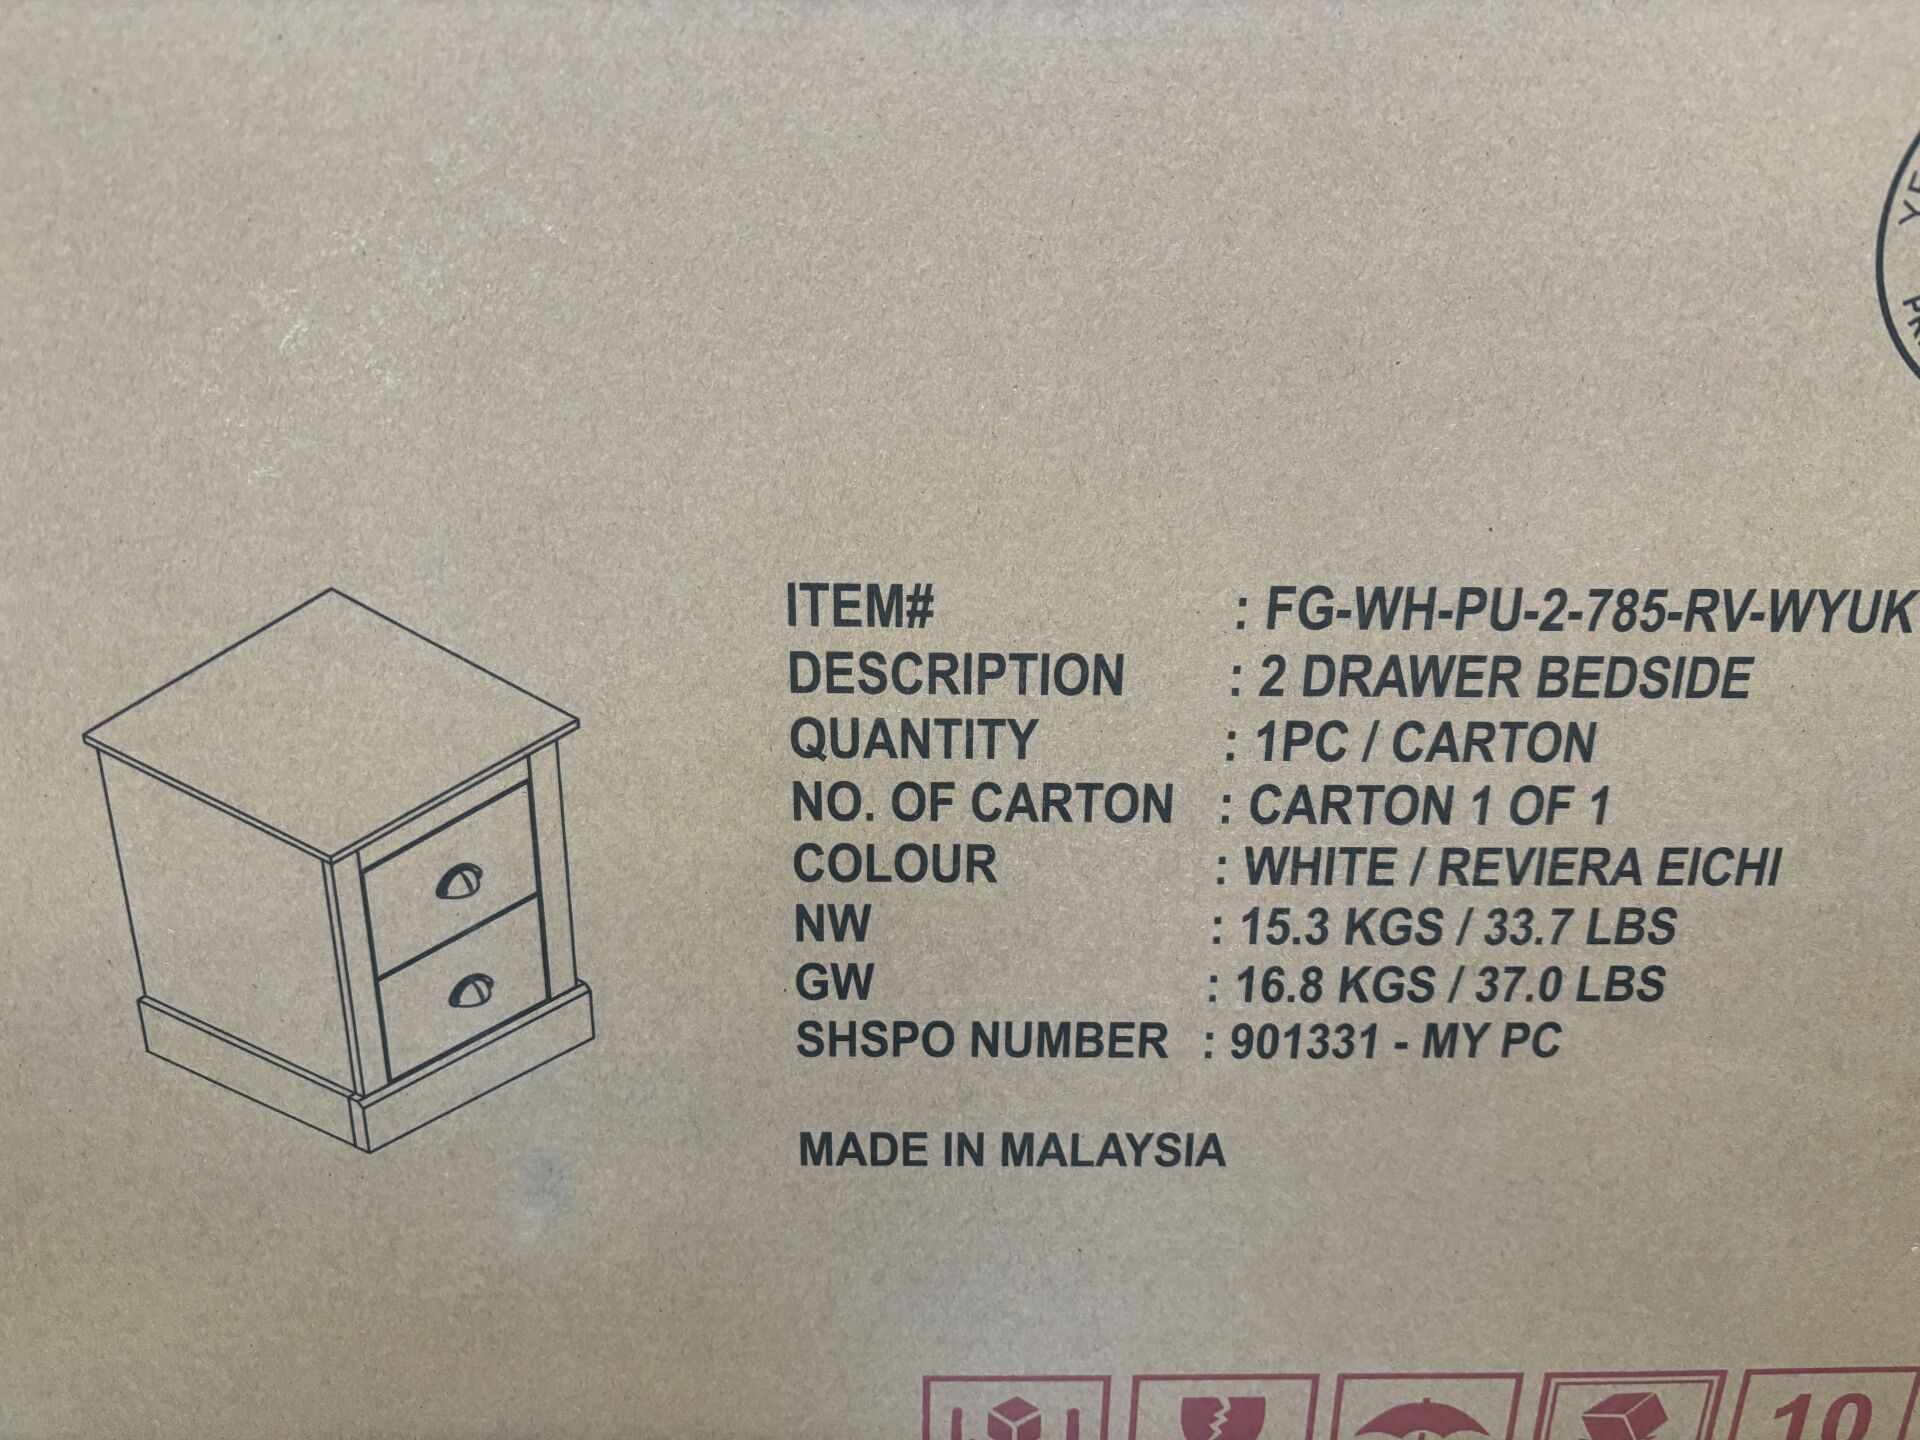 ITEM# : FG-WH-PU-2-785-RV-WYUK
DESCRIPTION : 2 DRAWER BEDSIDE
QUANTITY : 1PC / CARTON
NO. OF CARTON : CARTON 1 OF 1
COLOUR : WHITE / REVIERA EICHI
NW : 15.3 KGS / 33.7 LBS
GW : 16.8 KGS / 37.0 LBS
SHSPO NUMBER : 901331 - MY PC
MADE IN MALAYSIA
10